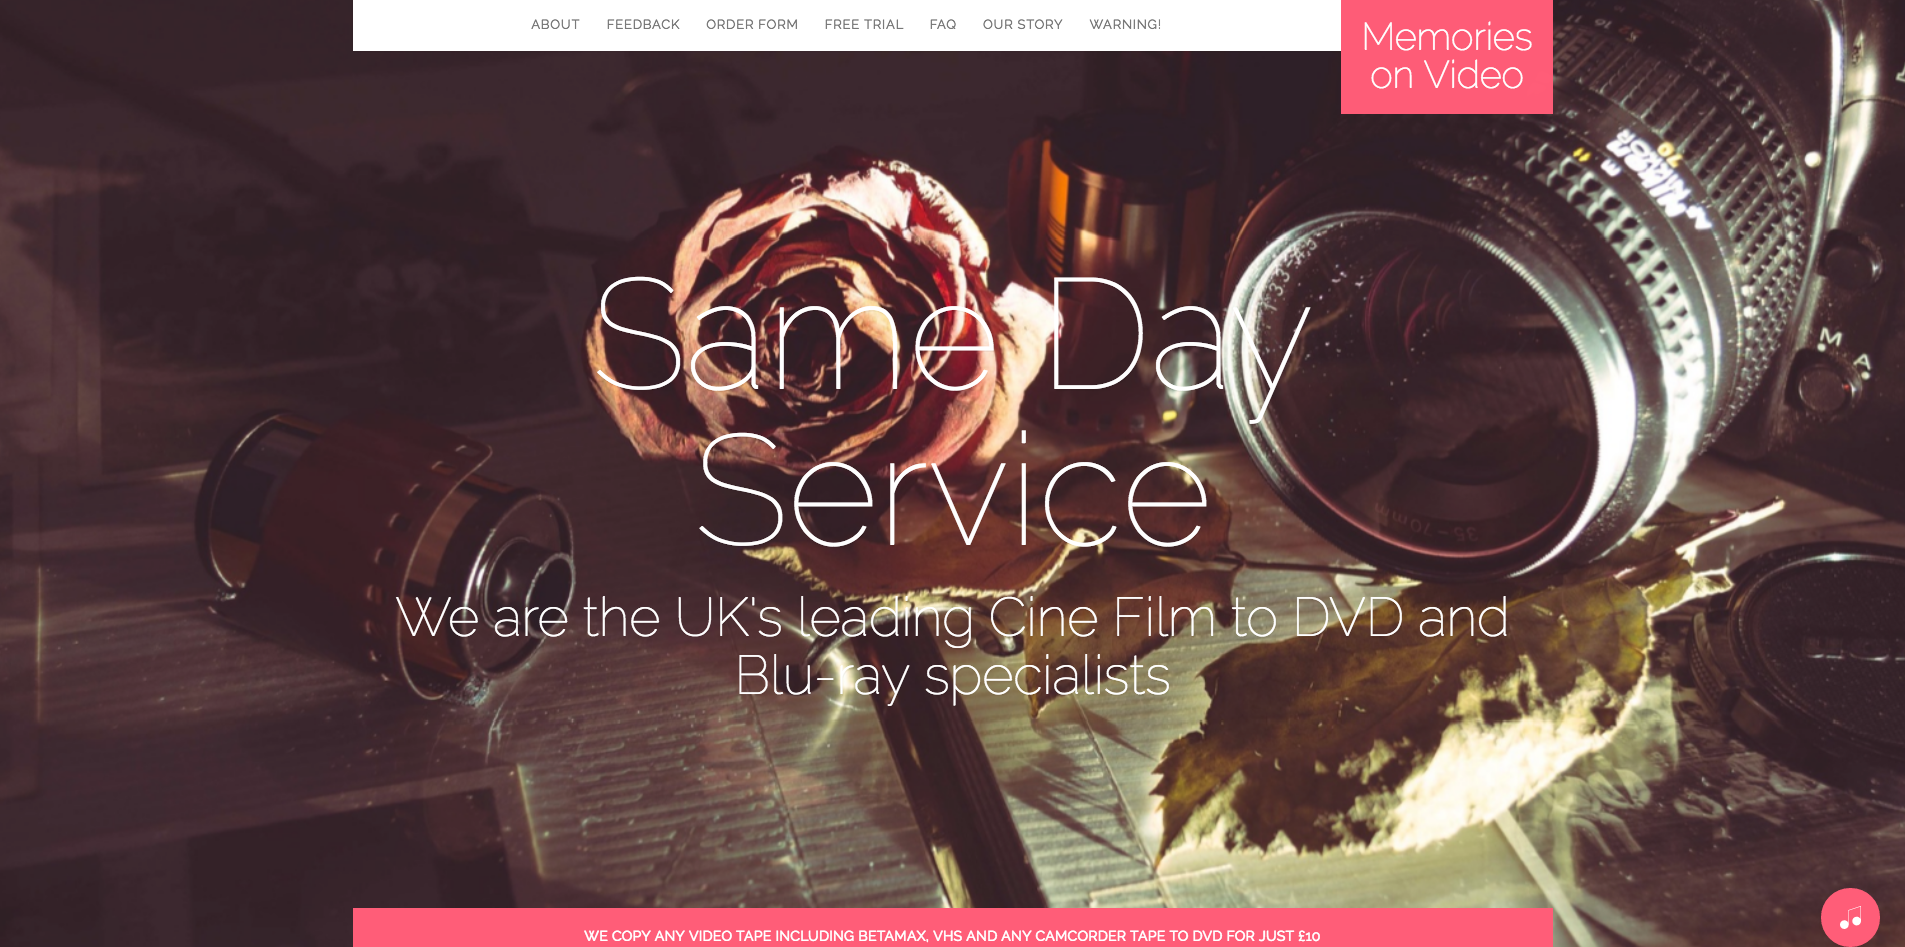 ABOUT FEEDBACK ORDER FORM FREE TRIAL FAQ OUR STORY WARNING!
Memories
on Video
Same Day
Service
We are the UK's leading Cine Film to DVD and
Blu-ray specialists
M A
35 - 70mm
WE COPY ANY VIDEO TAPE INCLUDING BETAMAX, VHS AND ANY CAMCORDER TAPE TO DVD FOR JUST £10